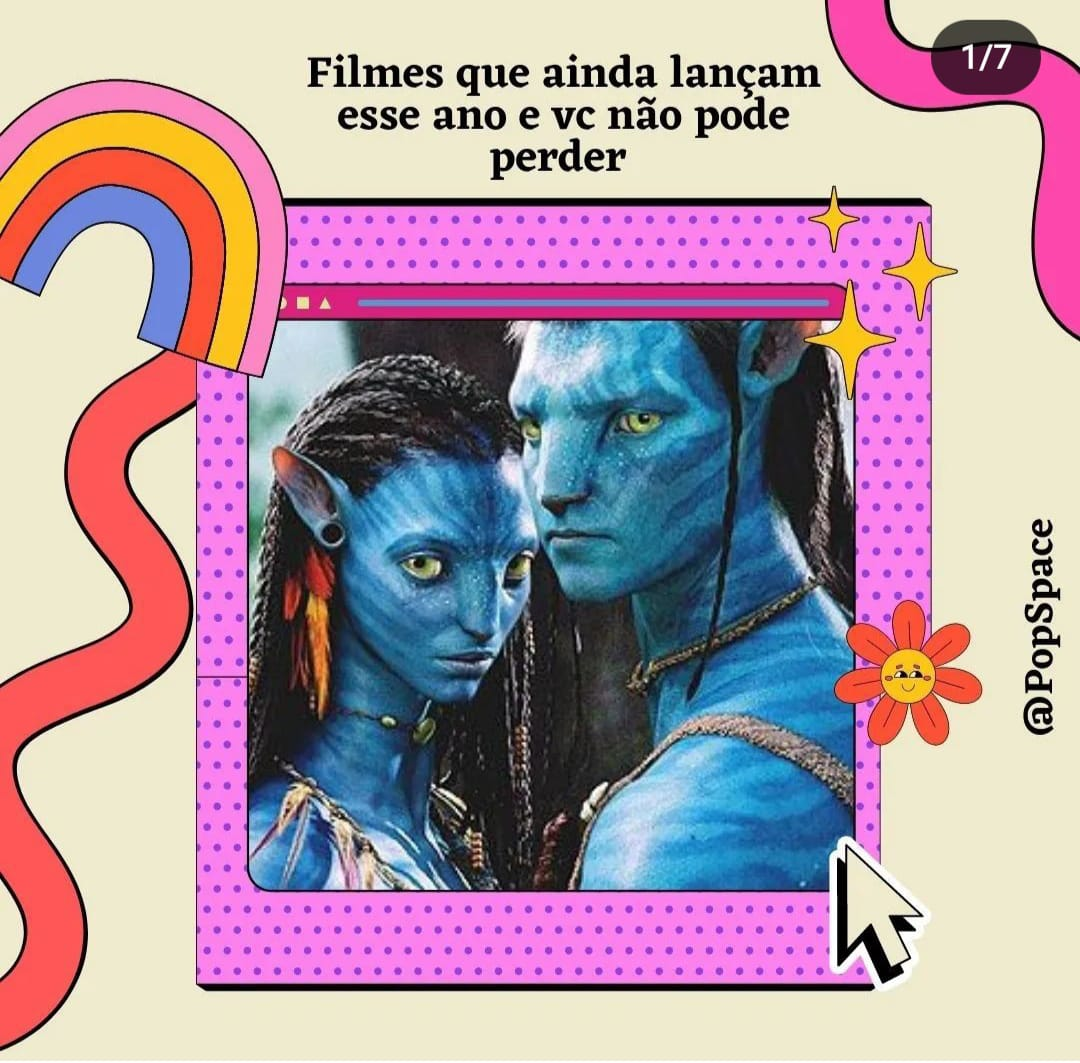 1/7
Filmes que ainda lançam
esse ano e vc não pode
perder
@PopSpace